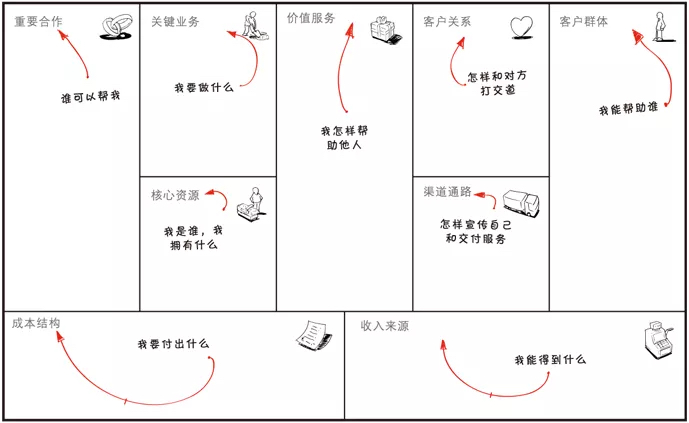 重要合作
谁可以帮我
关键业务
我要做什么
核心资源
我是谁，我
拥有什么
价值服务
我怎样帮
助他人
客户关系
怎样和对方
打交道
渠道通路
怎样宣传自己
和交付服务
客户群体
我能帮助谁
成本结构
我要付出什么
收入来源
我能得到什么